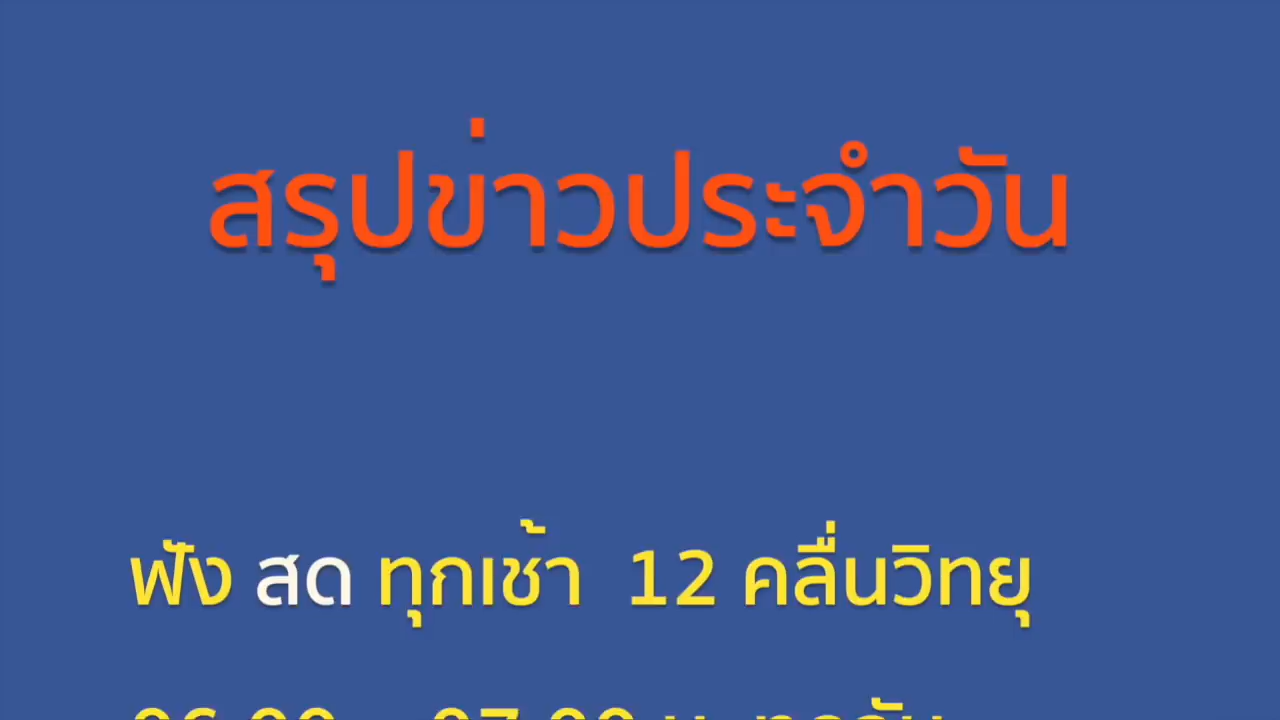 สรุปข่าวประจำวัน
ฟัง สด ทุกเช้า 12 คลื่นวิทยุ